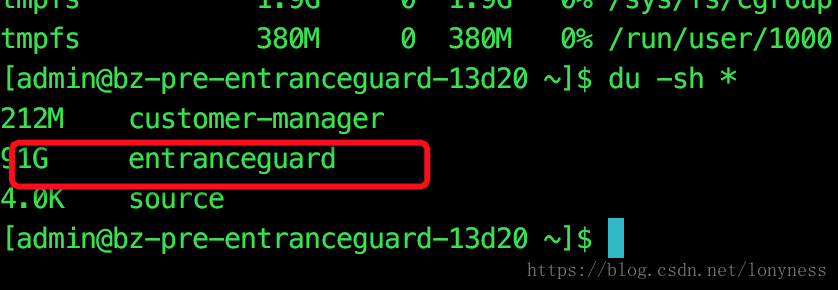 tmpfs 1.9G 0 1.9G 0% /sys/fs/cgroup
tmpfs 380M 0 380M 0% /run/user/1000
[admin@bz-pre-entranceguard-13d20 ~]$ du -sh *
212M customer-manager
91G entranceguard
4.0K source
[admin@bz-pre-entranceguard-13d20 ~]$
https://blog.csdn.net/lonyness